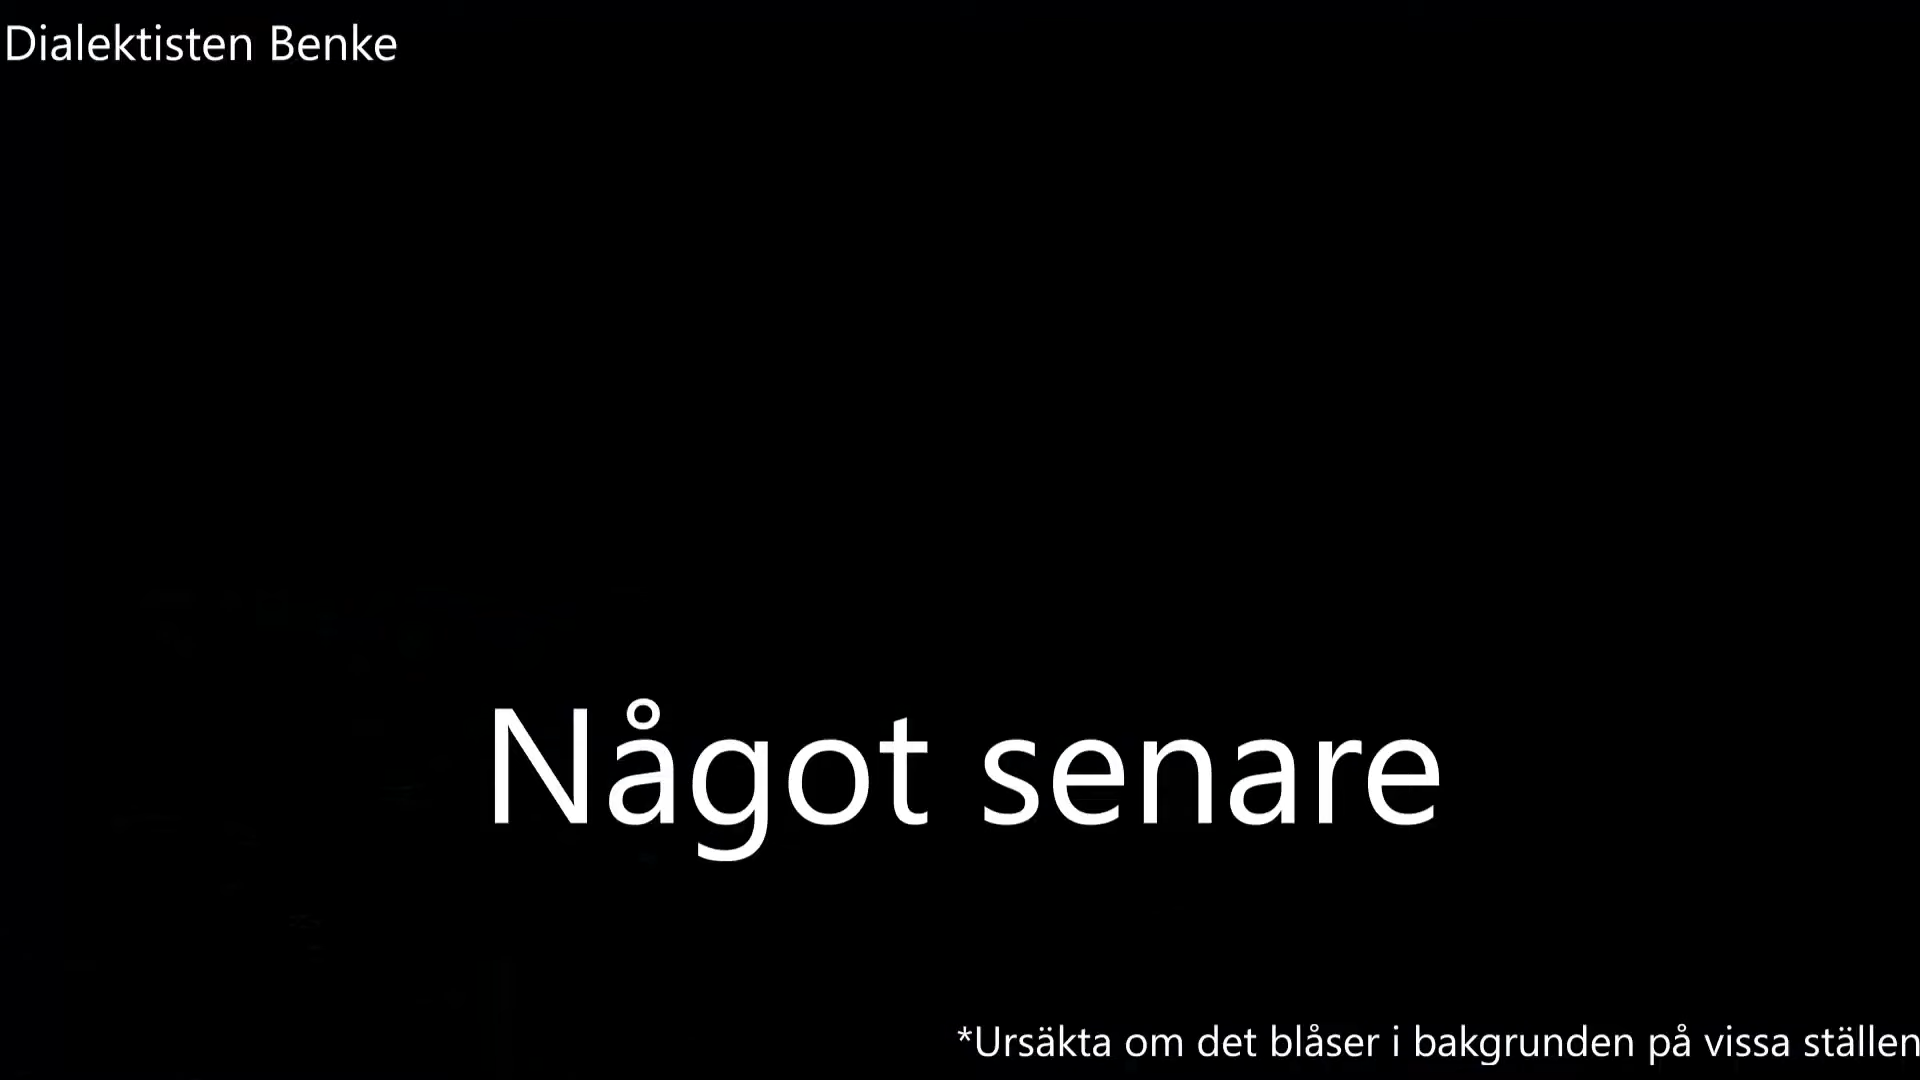 Dialektisten Benke
Något senare
*Ursäkta om det blåser i bakgrunden på vissa ställen